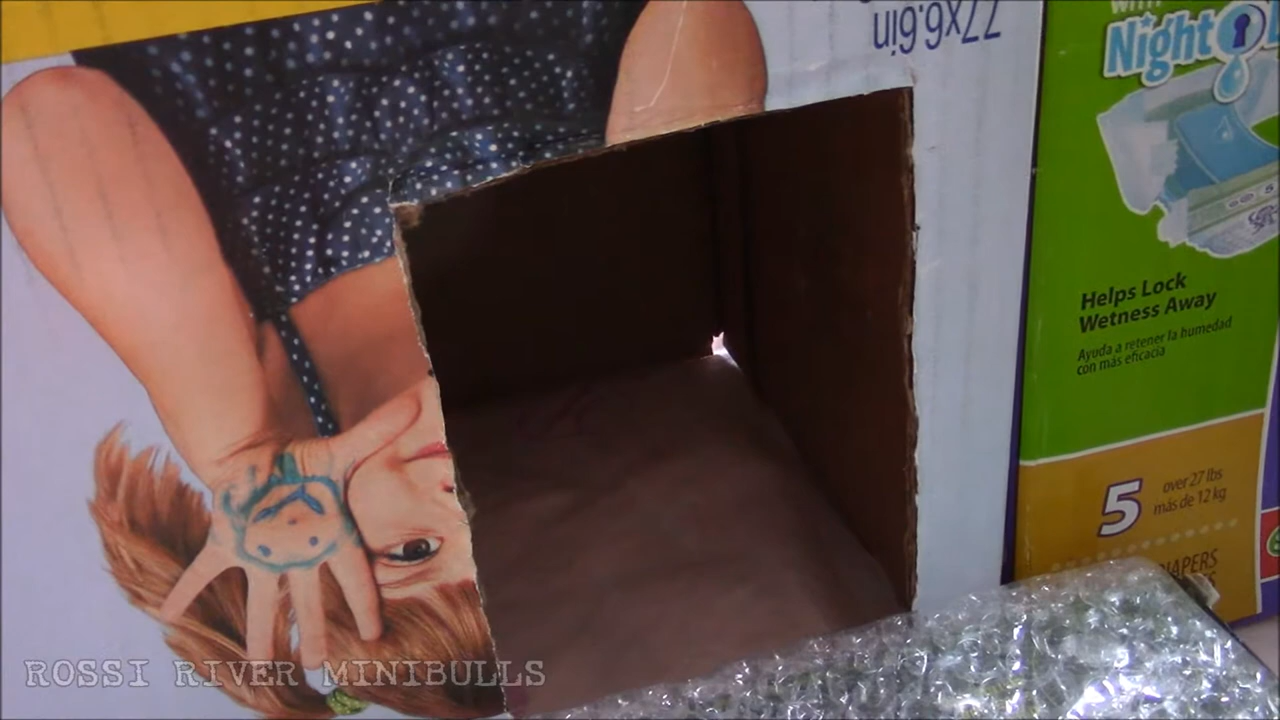 77x6.6in
Night
Helps Lock
Wetness Away
Ayuda a retener la humedad
con más eficacia
5
over 27 lbs
más de 12 kg
ROSSI RIVER MINIBULLS